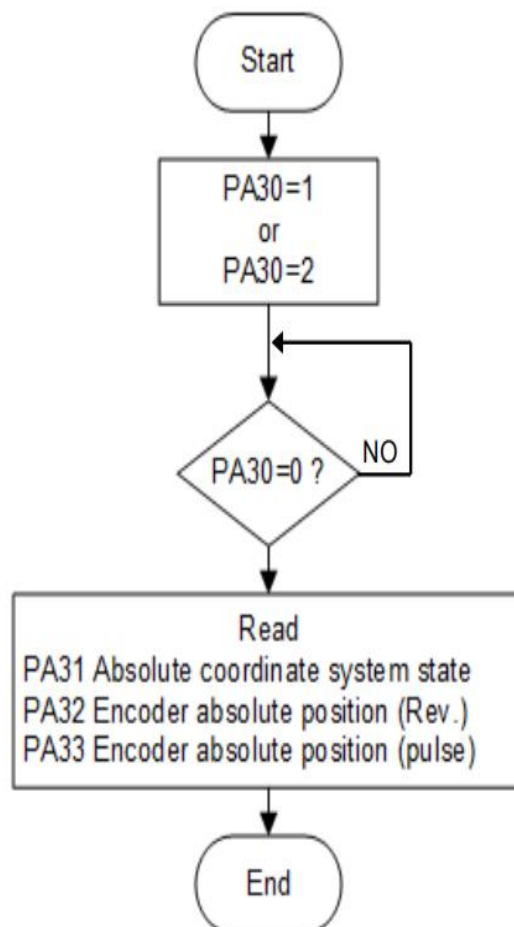 Start
PA30=1
or
PA30=2
PA30=0 ?
NO
Read
PA31 Absolute coordinate system state
PA32 Encoder absolute position (Rev.)
PA33 Encoder absolute position (pulse)
End